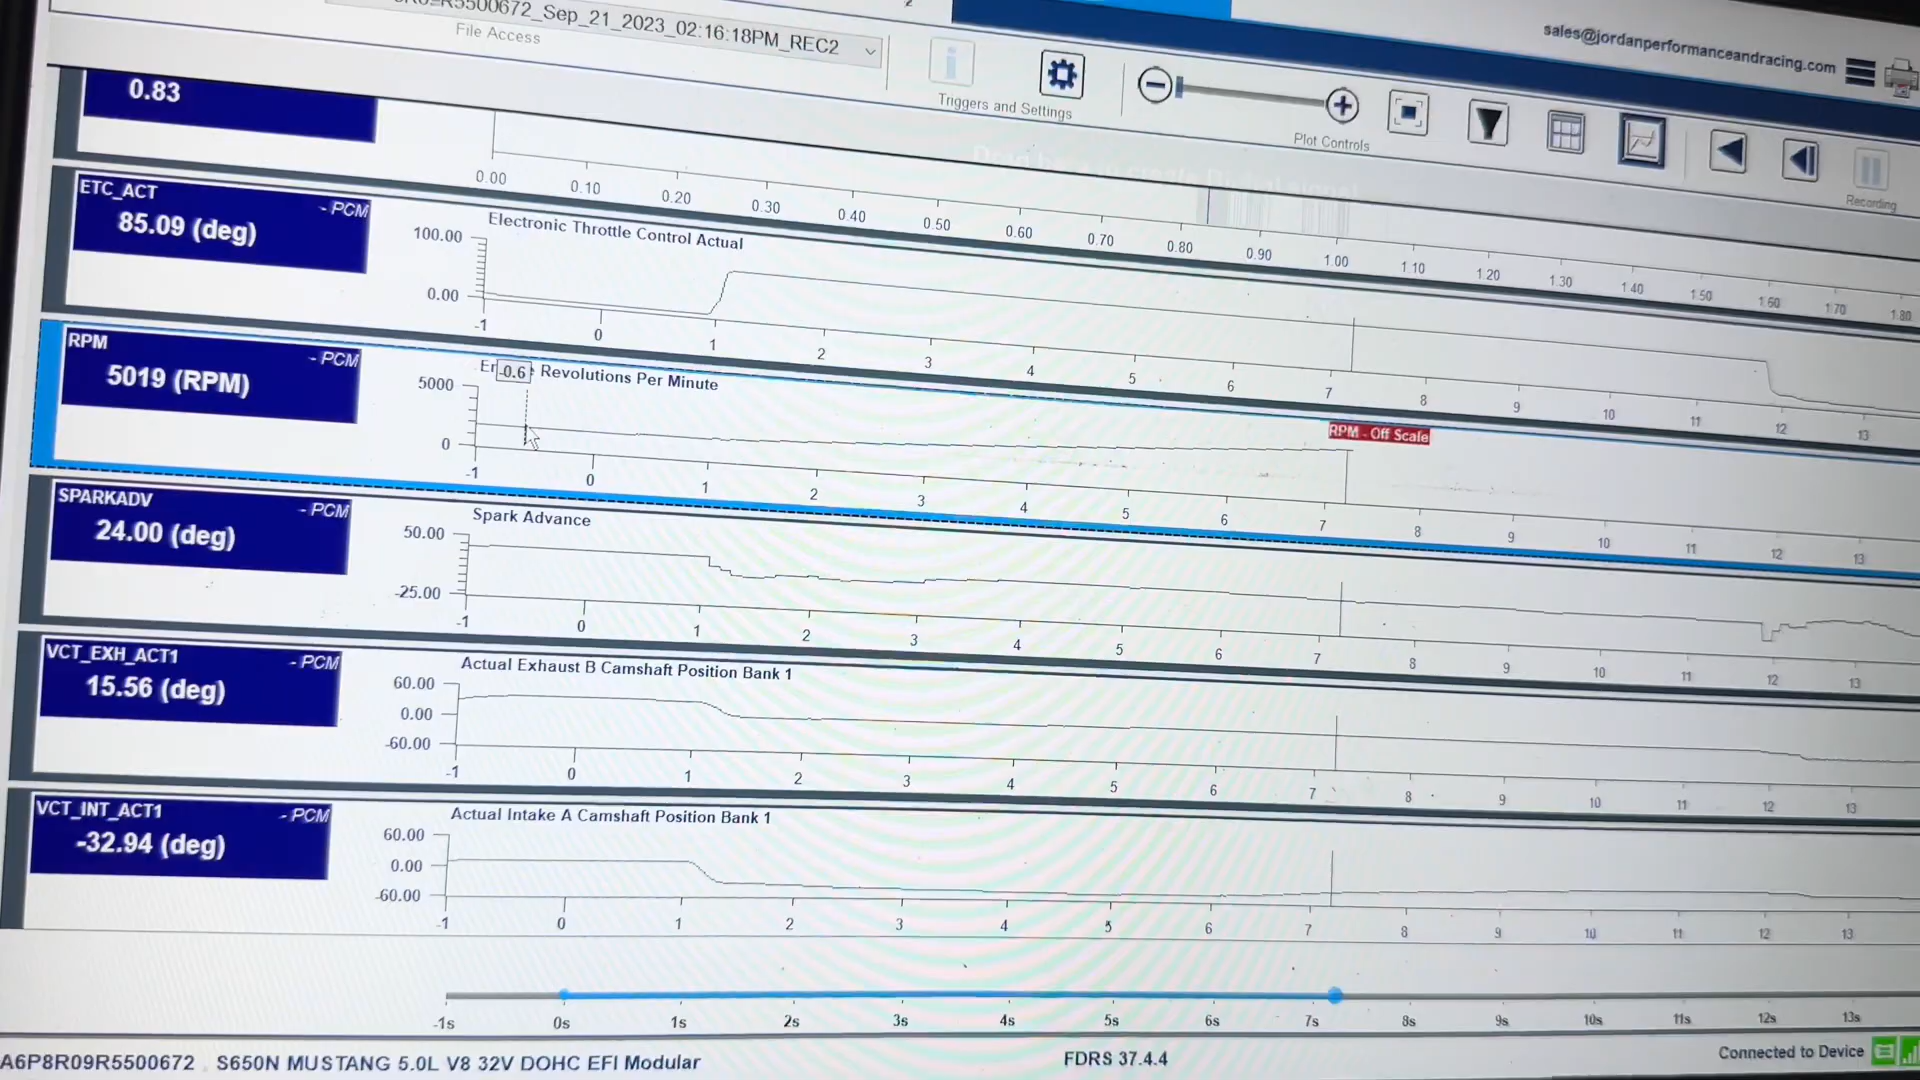 R5500672_Sep_21_2023_02:16:18PM_REC2
File Access
Triggers and Settings
Plot Controls
Recording
sales@jordanperformanceandracing.com
0.83
0.00 0.10 0.20 0.30 0.40 0.50 0.60 0.70 0.80 0.90 1.00 1.10 1.20 1.30 1.40 1.50 1.60 1.70 1.80
ETC_ACT - PCM
85.09 (deg)
Electronic Throttle Control Actual
100.00
0.00
-1 0 1 2 3 4 5 6 7 8 9 10 11 12 13
RPM - PCM
5019 (RPM)
-0.6 Revolutions Per Minute
5000
0
RPM - Off Scale
-1 0 1 2 3 4 5 6 7 8 9 10 11 12 13
SPARKADV - PCM
24.00 (deg)
Spark Advance
50.00
-25.00
-1 0 1 2 3 4 5 6 7 8 9 10 11 12 13
VCT_EXH_ACT1 - PCM
15.56 (deg)
Actual Exhaust B Camshaft Position Bank 1
60.00
0.00
-60.00
-1 0 1 2 3 4 5 6 7 8 9 10 11 12 13
VCT_INT_ACT1 - PCM
-32.94 (deg)
Actual Intake A Camshaft Position Bank 1
60.00
0.00
-60.00
-1 0 1 2 3 4 5 6 7 8 9 10 11 12 13
-1s 0s 1s 2s 3s 4s 5s 6s 7s 8s 9s 10s 11s 12s 13s
A6P8R09R5500672 , S650N MUSTANG 5.0L V8 32V DOHC EFI Modular
FDRS 37.4.4
Connected to Device